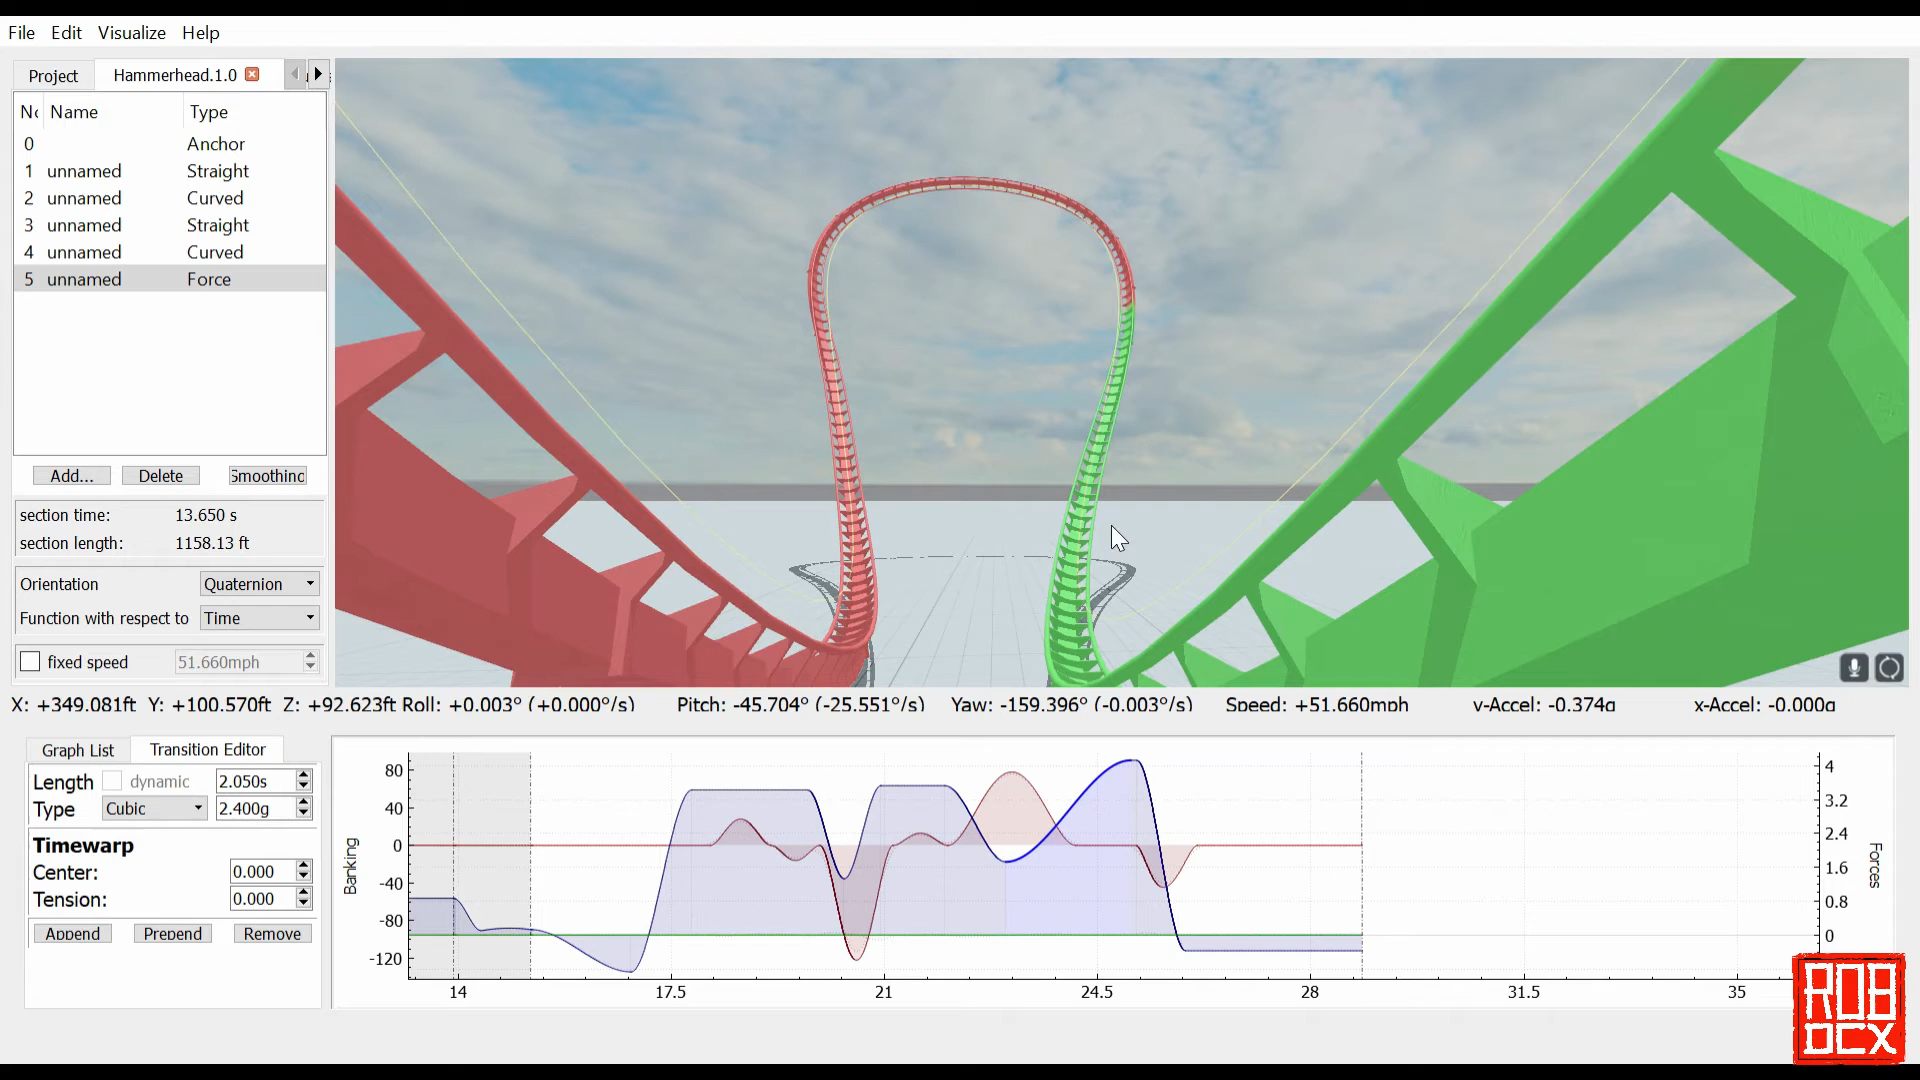 File Edit Visualize Help
Project Hammerhead.1.0
Name Type
0 Anchor
1 unnamed Straight
2 unnamed Curved
3 unnamed Straight
4 unnamed Curved
5 unnamed Force
Add... Delete Smoothing
section time: 13.650 s
section length: 1158.13 ft
Orientation Quaternion
Function with respect to Time
fixed speed 51.660mph
X: +349.081ft Y: +100.570ft Z: +92.623ft Roll: +0.003° (+0.000°/s) Pitch: -45.704° (-25.551°/s) Yaw: -159.396° (-0.003°/s) Speed: +51.660mph y-Accel: -0.374g x-Accel: -0.000g
Graph List Transition Editor
Length dynamic 2.050s
Type Cubic 2.400g
Timewarp
Center: 0.000
Tension: 0.000
Append Prepend Remove
Banking
80
40
0
-40
-80
-120
14 17.5 21 24.5 28 31.5 35
4
3.2
2.4
1.6
0.8
0
Forces